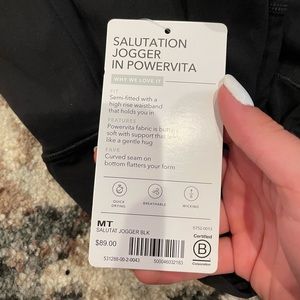 SALUTATION
JOGGER
IN POWERVITA
WHY WE LOVE IT
FIT
Semi-fitted with a
high rise waistband
that holds you in
FEATURES
Powervita fabric is butt
soft with support that
like a gentle hug
FAVE
Curved seam on
bottom flatters your form
QUICK
DRYING
BREATHABLE
WICKING
MT
SALUTAT JOGGER BLK
$89.00
Certified
B
Corporation